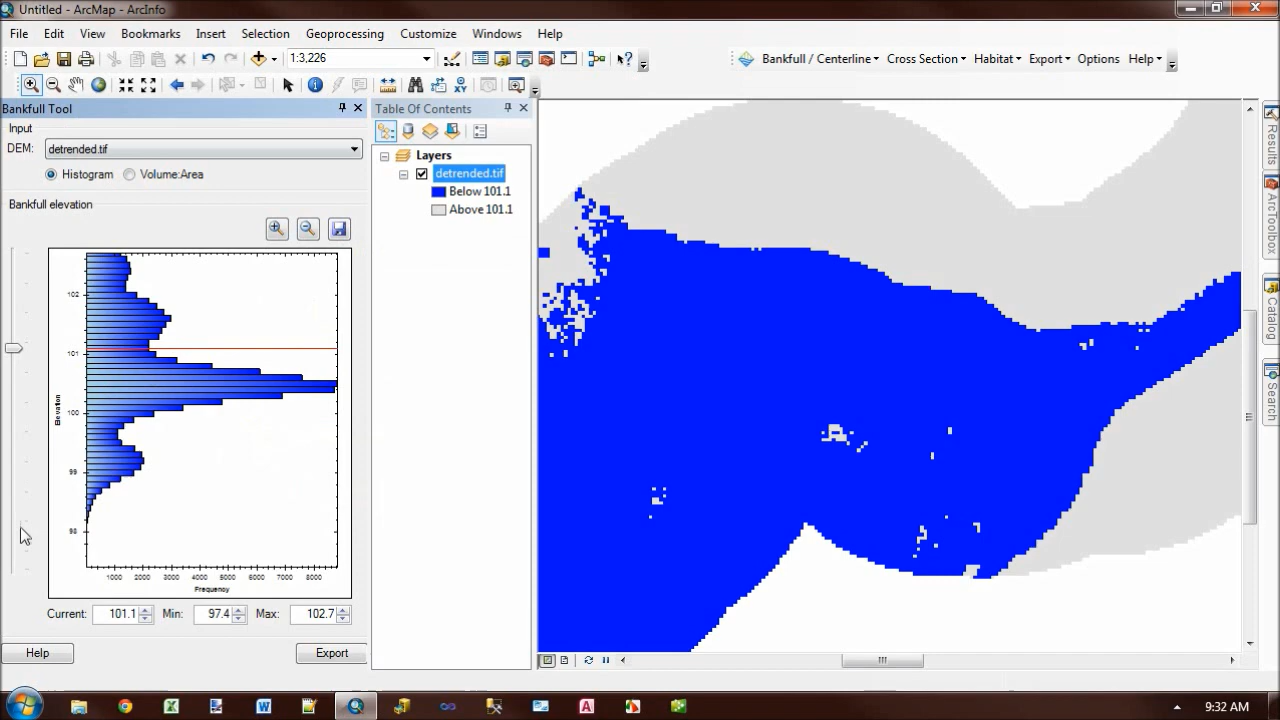 Untitled - ArcMap - ArcInfo
File Edit View Bookmarks Insert Selection Geoprocessing Customize Windows Help
1:3,226
Bankfull / Centerline Cross Section Habitat Export Options Help
Bankfull Tool
Table Of Contents
Input
DEM: detrended.tif
Histogram Volume:Area
Bankfull elevation
Layers
detrended.tif
Below 101.1
Above 101.1
102
101
100
99
98
Elevation
1000 2000 3000 4000 5000 6000 7000 8000
Frequency
Current: 101.1 Min: 97.4 Max: 102.7
Help Export
Results
ArcToolbox
Catalog
Search
9:32 AM